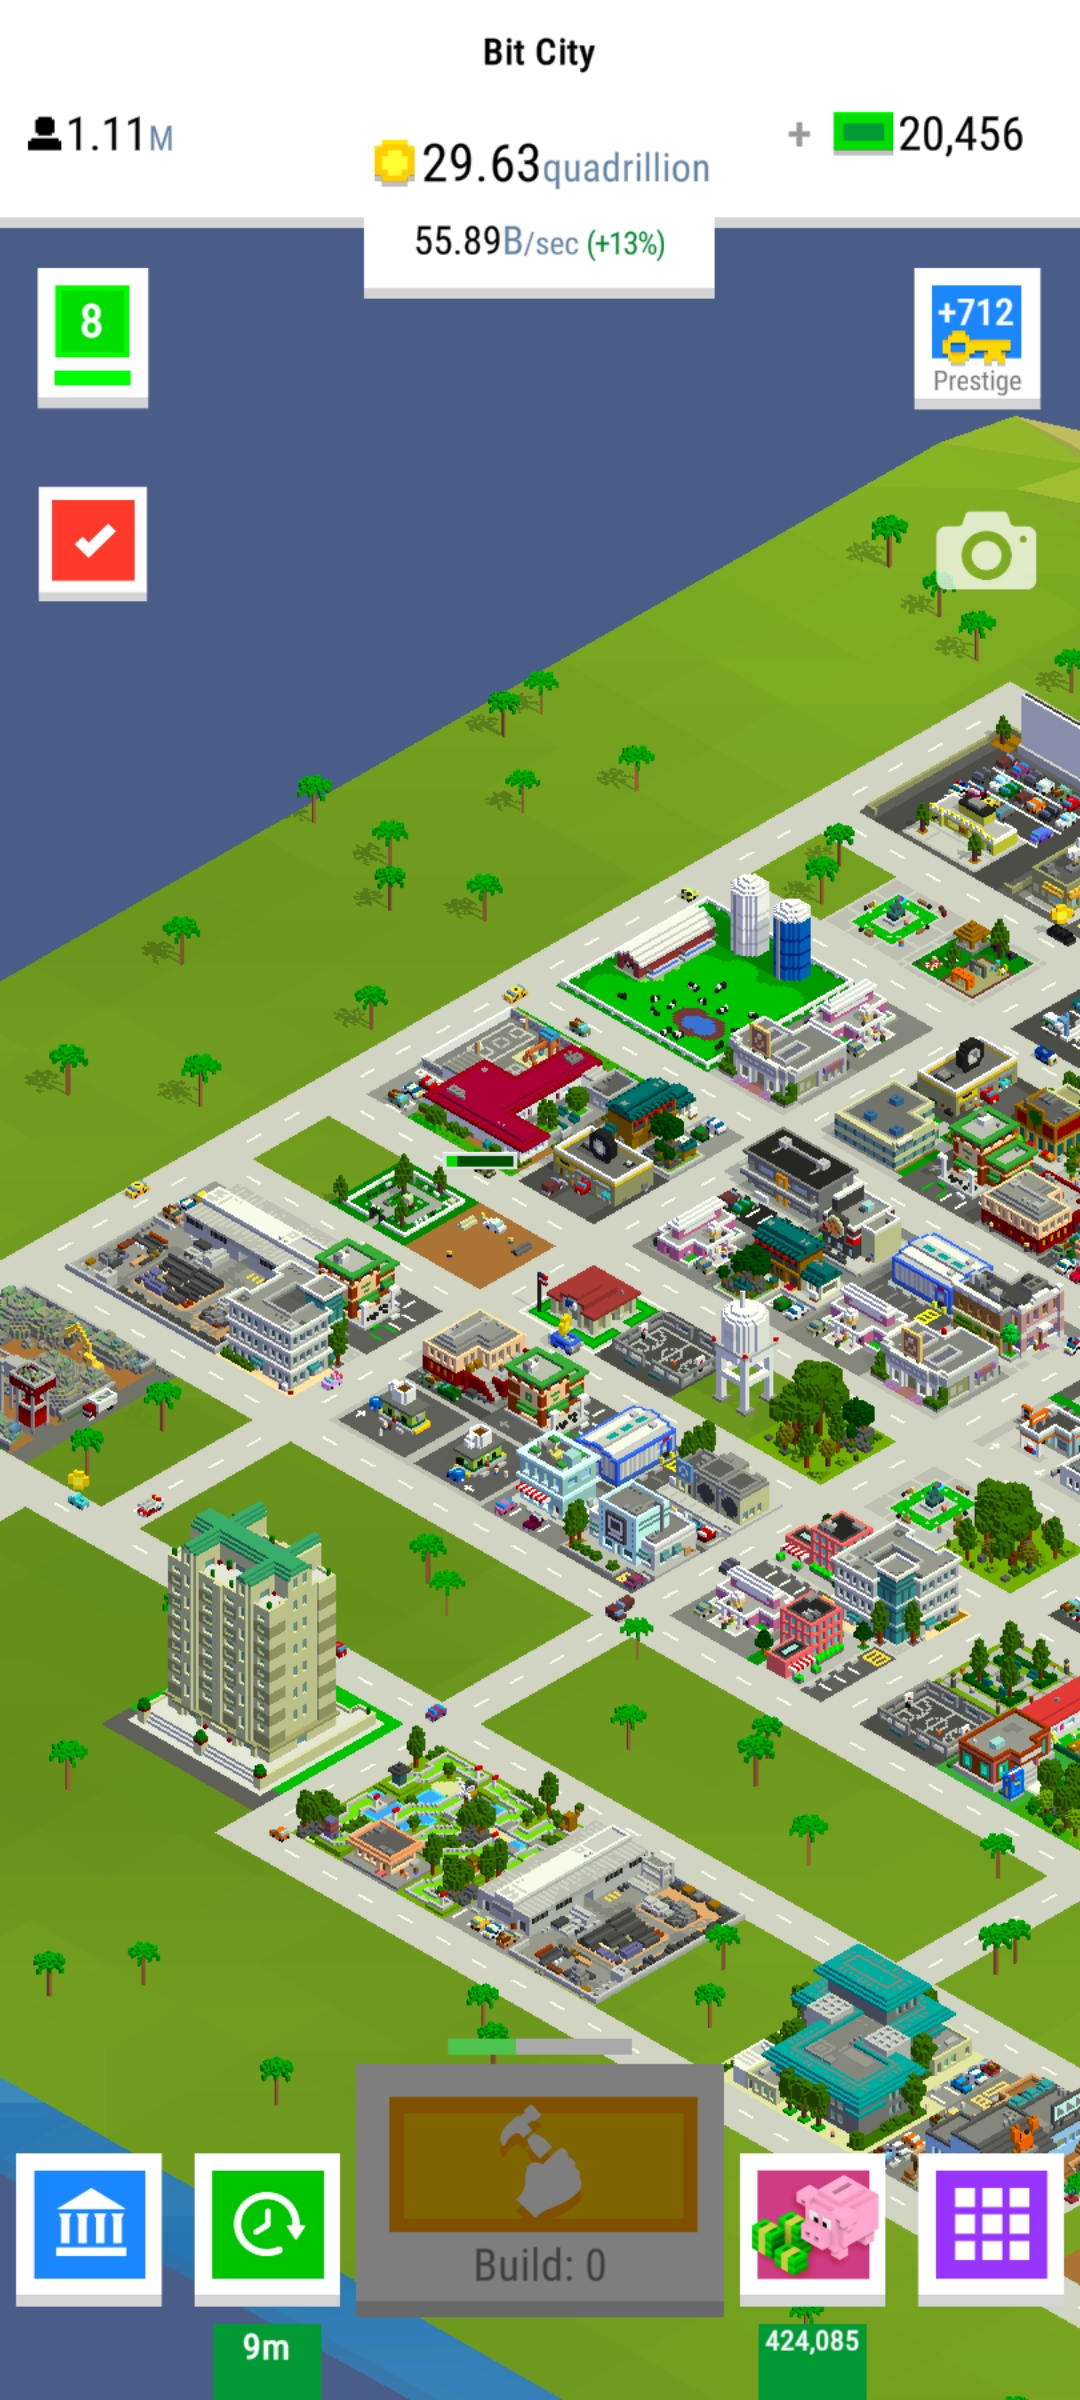 Bit City
1.11M
29.63quadrillion
+ 20,456
55.89B/sec (+13%)
8
+712
Prestige
Build: 0
9m
424,085